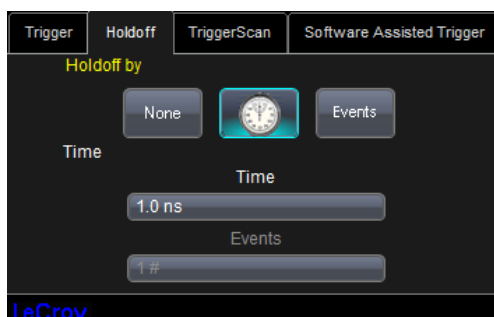 Trigger Holdoff TriggerScan Software Assisted Trigger
Holdoff by
None Events
Time
Time
1.0 ns
Events
1 #
LeCroy